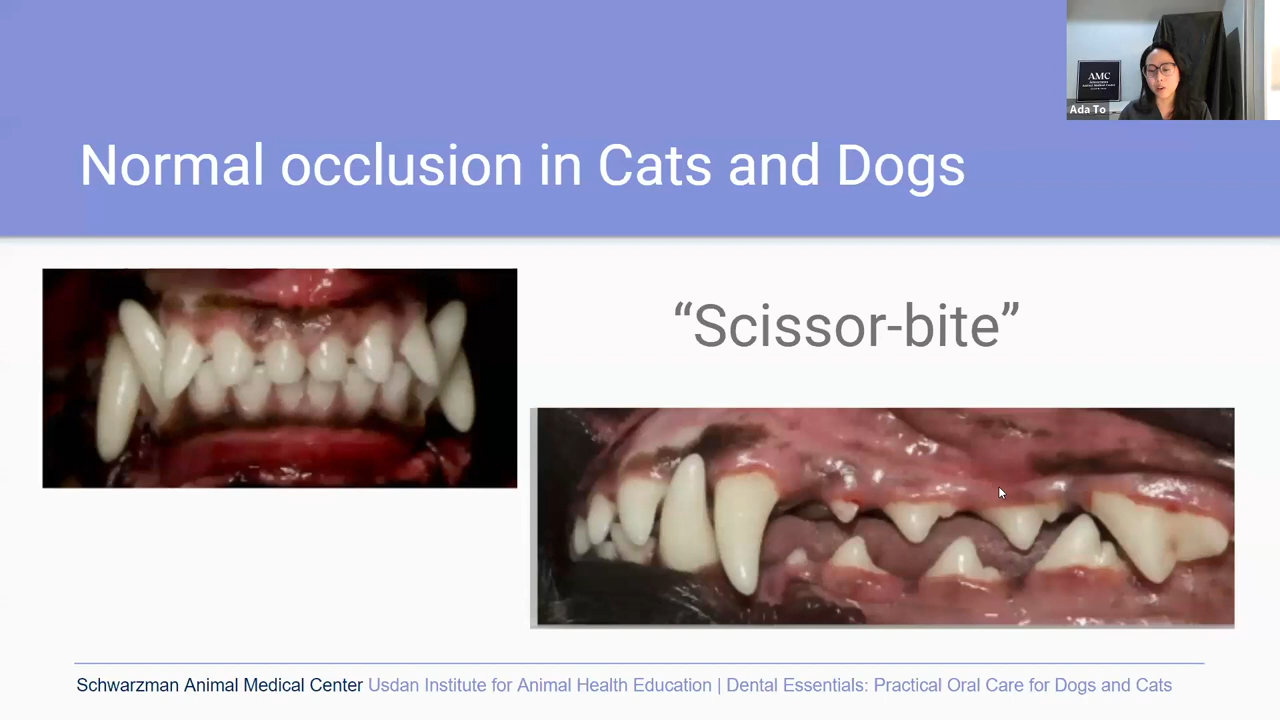 AMC
Ada To
Normal occlusion in Cats and Dogs
“Scissor-bite”
Schwarzman Animal Medical Center Usdan Institute for Animal Health Education | Dental Essentials: Practical Oral Care for Dogs and Cats